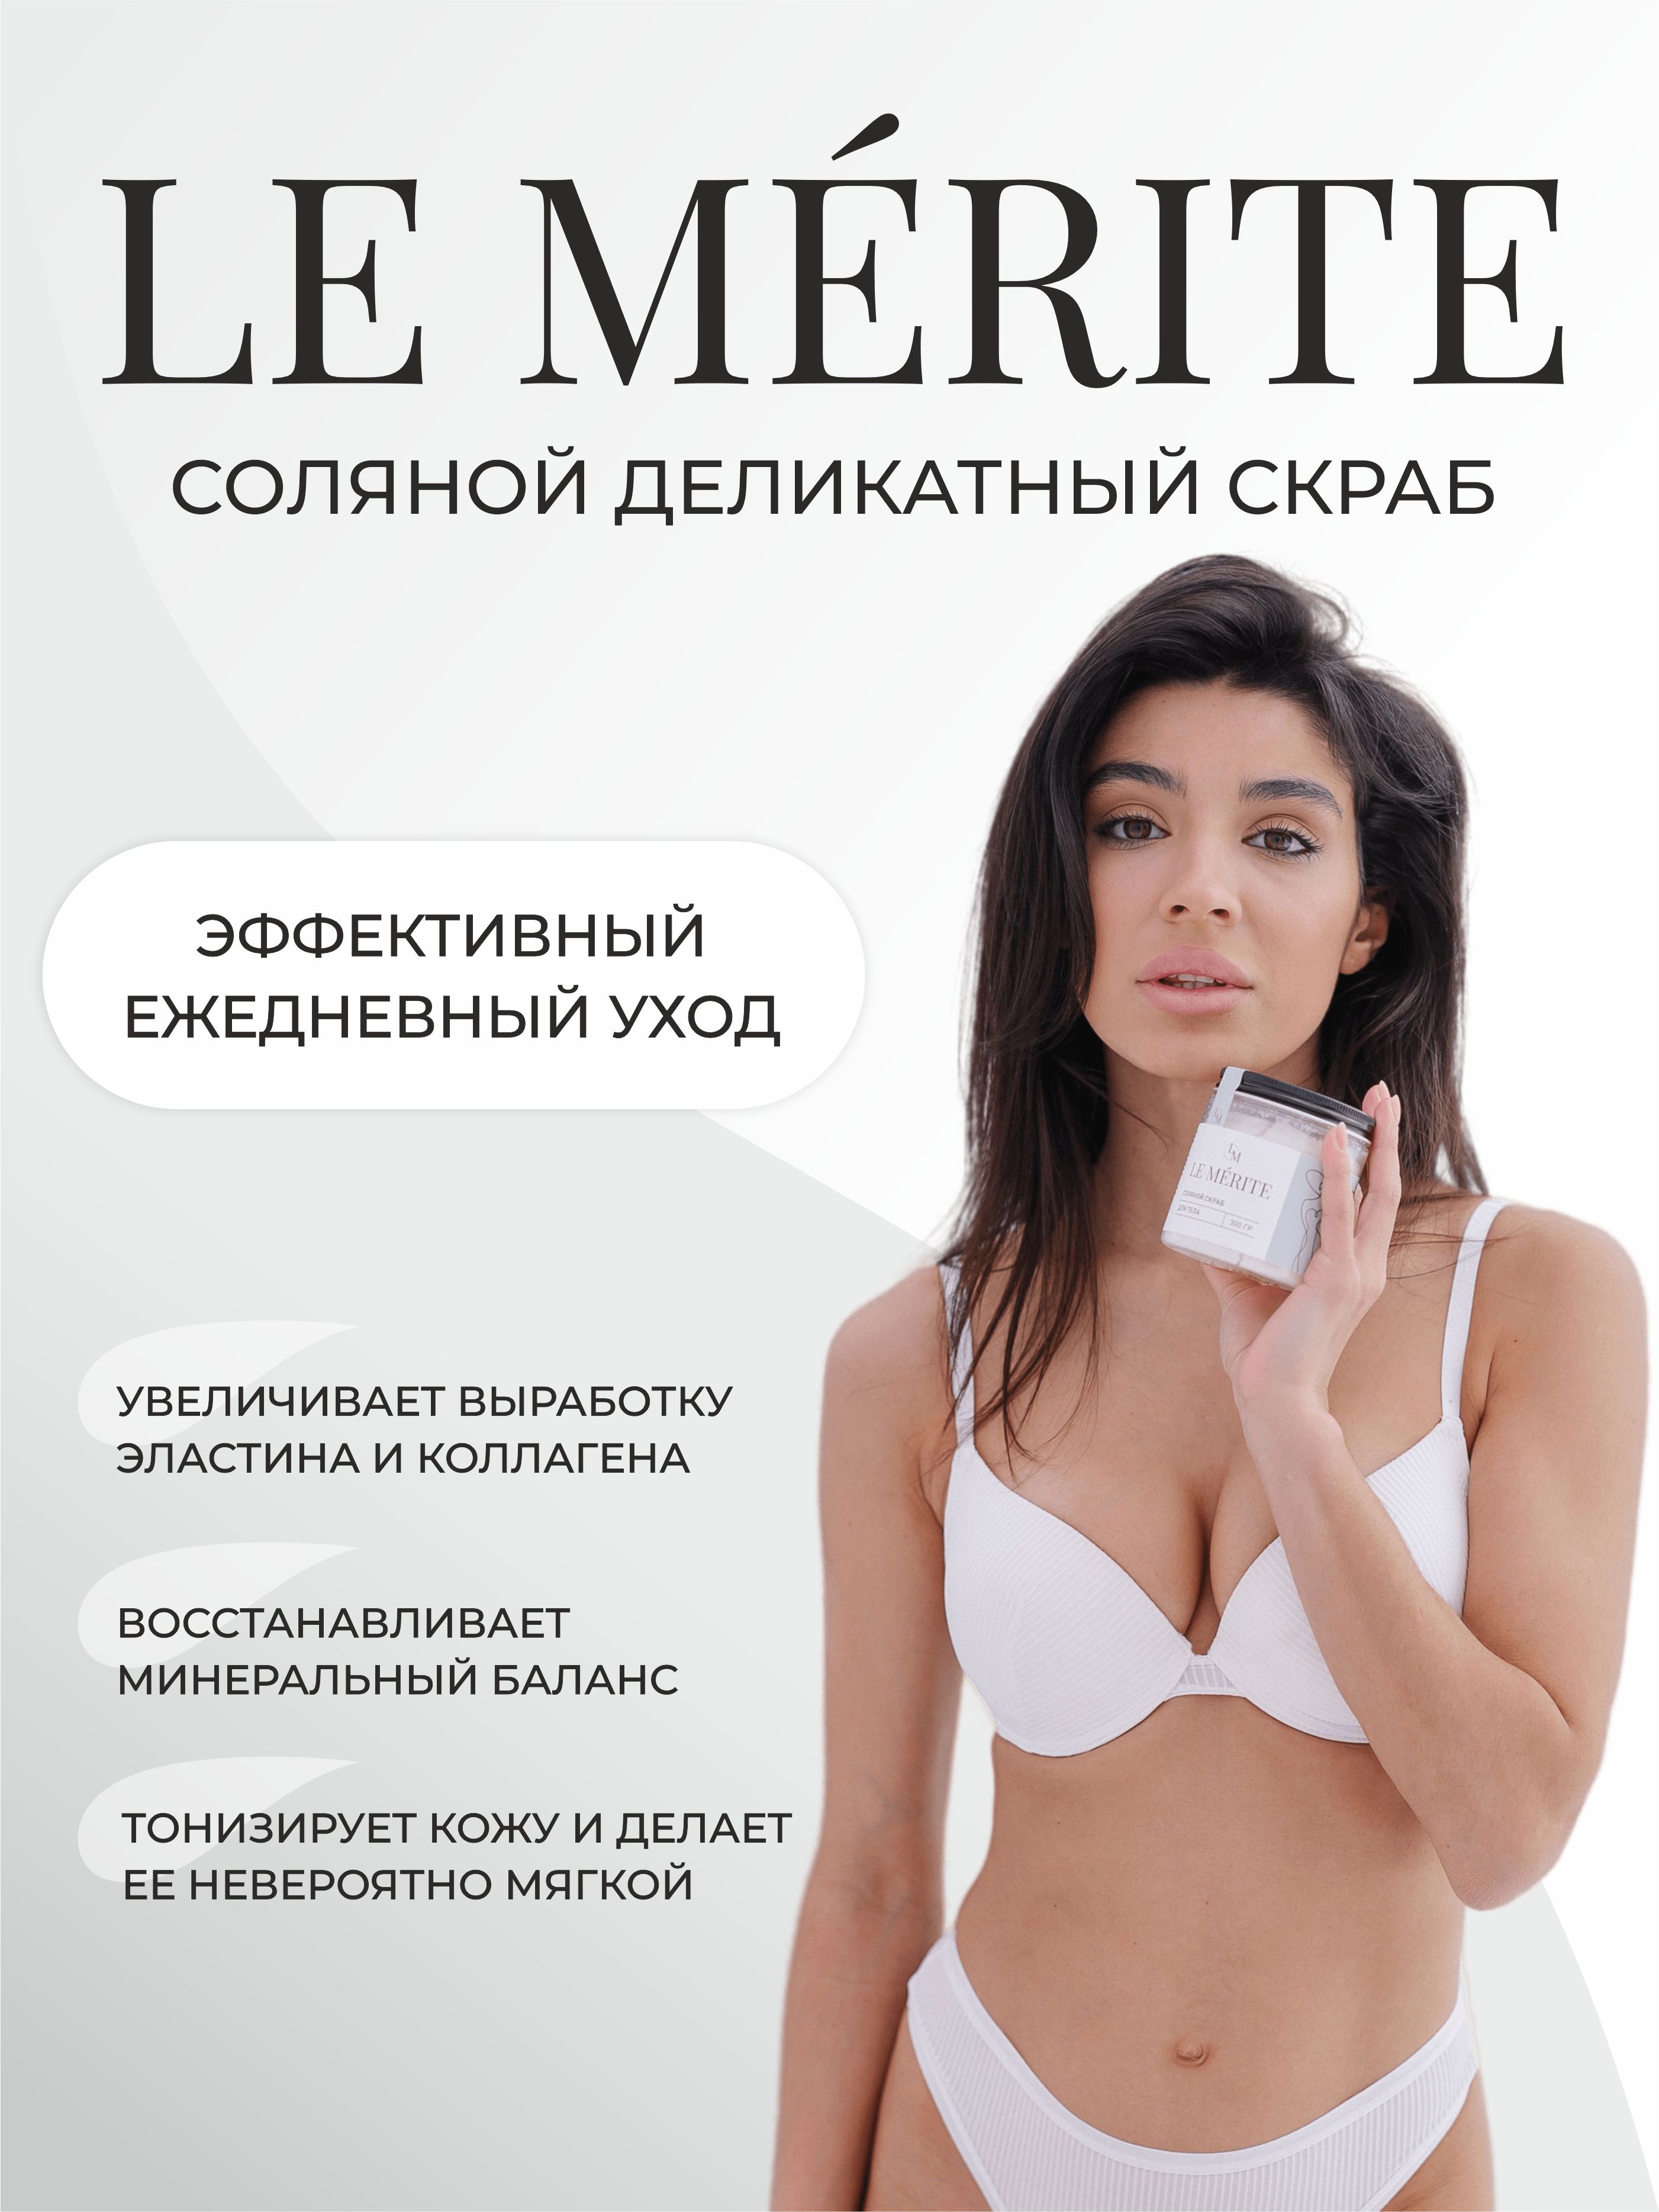 LE MÉRITE
СОЛЯНОЙ ДЕЛИКАТНЫЙ СКРАБ
ЭФФЕКТИВНЫЙ
ЕЖЕДНЕВНЫЙ УХОД
LM
LE MÉRITE
СОЛЯНОЙ СКРАБ
ДЛЯ ТЕЛА
300 ГР
УВЕЛИЧИВАЕТ ВЫРАБОТКУ
ЭЛАСТИНА И КОЛЛАГЕНА
ВОССТАНАВЛИВАЕТ
МИНЕРАЛЬНЫЙ БАЛАНС
ТОНИЗИРУЕТ КОЖУ И ДЕЛАЕТ
ЕЕ НЕВЕРОЯТНО МЯГКОЙ